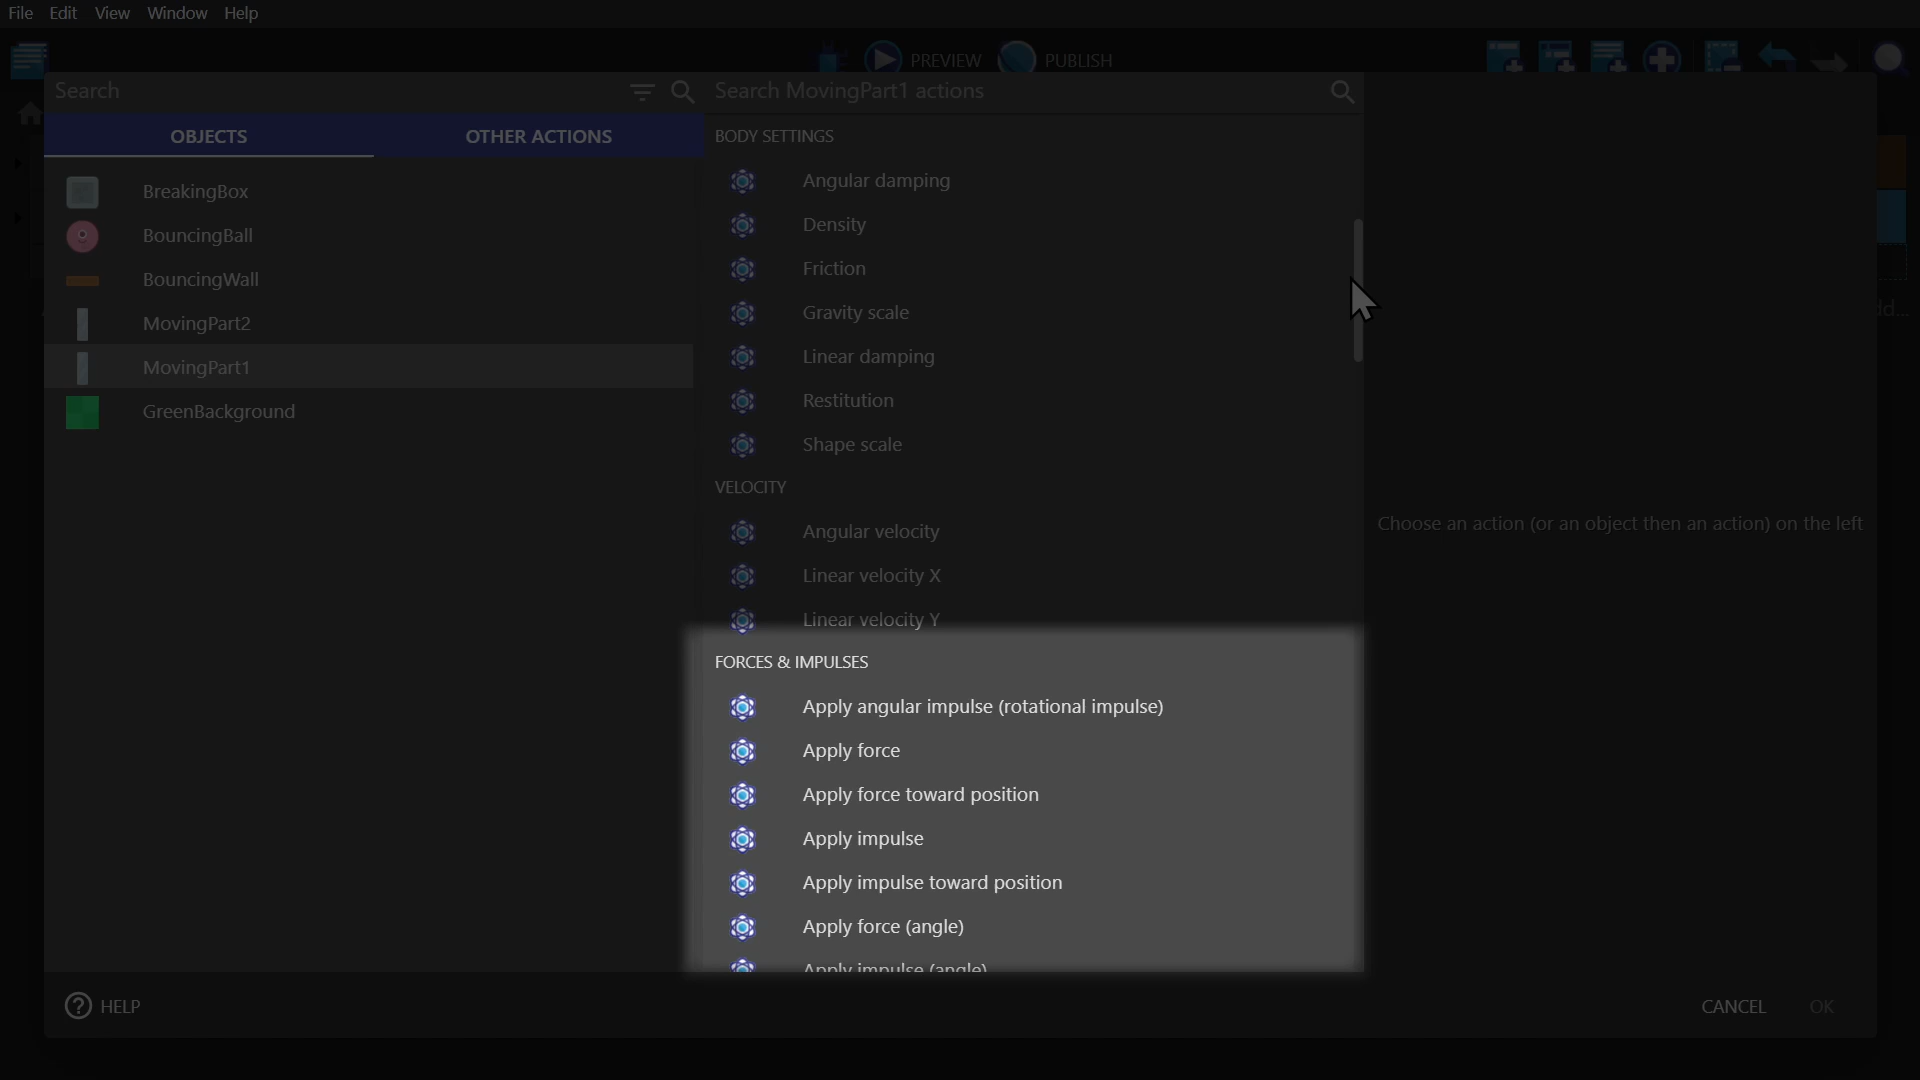 File Edit View Window Help
PREVIEW PUBLISH
Search
Search MovingPart1 actions
OBJECTS OTHER ACTIONS
BreakingBox
BouncingBall
BouncingWall
MovingPart2
MovingPart1
GreenBackground
BODY SETTINGS
Angular damping
Density
Friction
Gravity scale
Linear damping
Restitution
Shape scale
VELOCITY
Angular velocity
Linear velocity X
Linear velocity Y
FORCES & IMPULSES
Apply angular impulse (rotational impulse)
Apply force
Apply force toward position
Apply impulse
Apply impulse toward position
Apply force (angle)
Apply impulse (angle)
Choose an action (or an object then an action) on the left
HELP
CANCEL OK